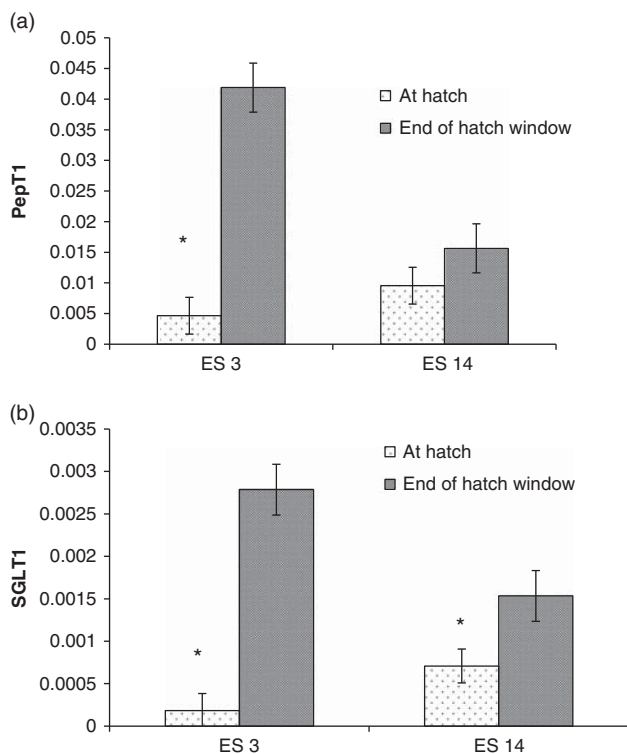 (a)
0.05
0.045
0.04
0.035
0.03
0.025
0.02
0.015
0.01
0.005
0
PepT1
At hatch
End of hatch window
*
ES 3
ES 14
(b)
0.0035
0.003
0.0025
0.002
0.0015
0.001
0.0005
0
SGLT1
At hatch
End of hatch window
*
*
ES 3
ES 14